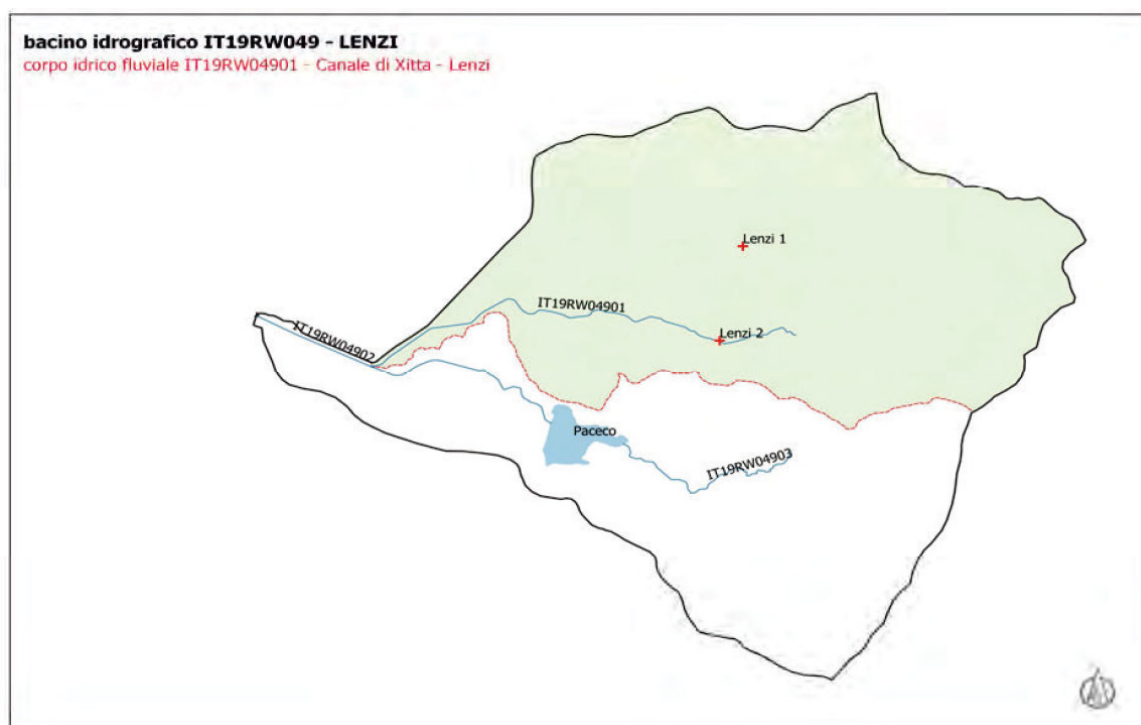 bacino idrografico IT19RW049 - LENZI
corpo idrico fluviale IT19RW04901 - Canale di Xitta - Lenzi
Lenzi 1
IT19RW04901
IT19RW04902
Lenzi 2
Paceco
IT19RW04903